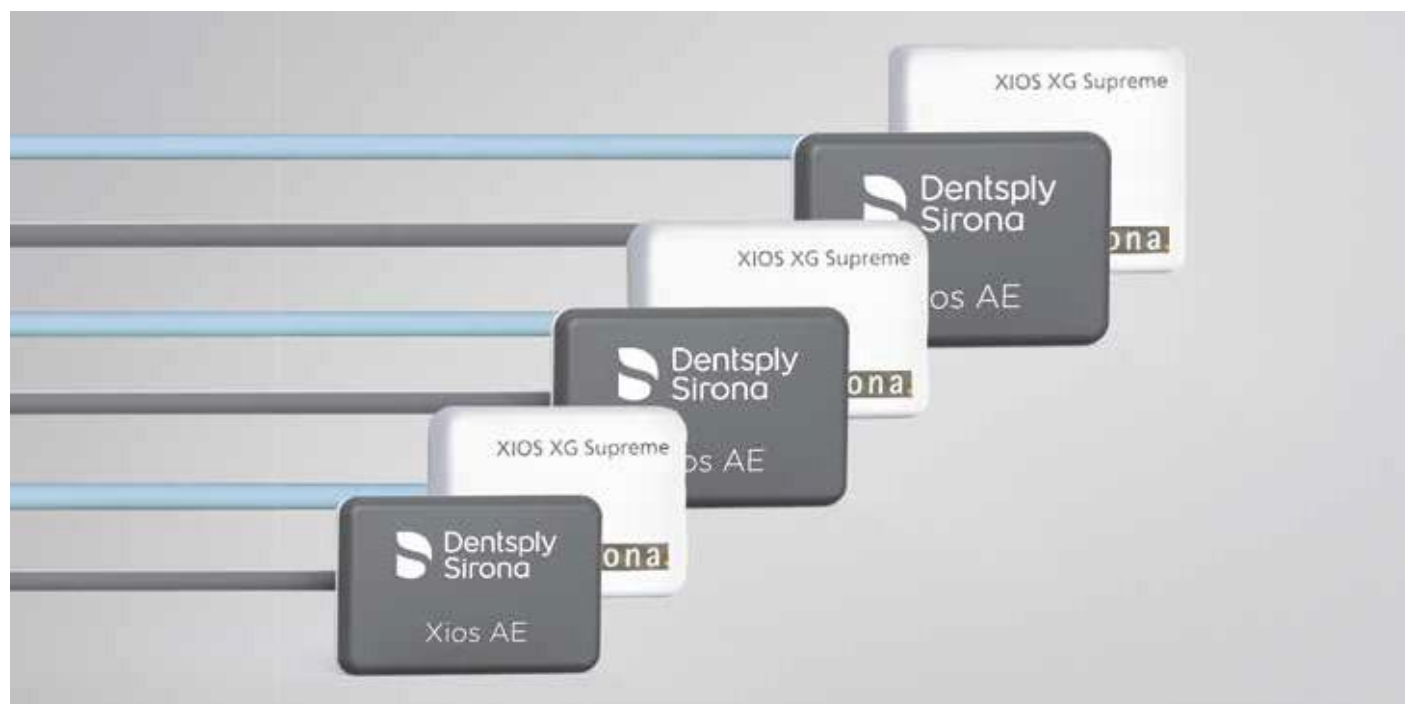 XIOS XG Supreme
Dentsply
Sirona
ona.
os AE
XIOS XG Supreme
Dentsply
Sirona
ona.
os AE
XIOS XG Supreme
Dentsply
Sirona
ona.
Xios AE